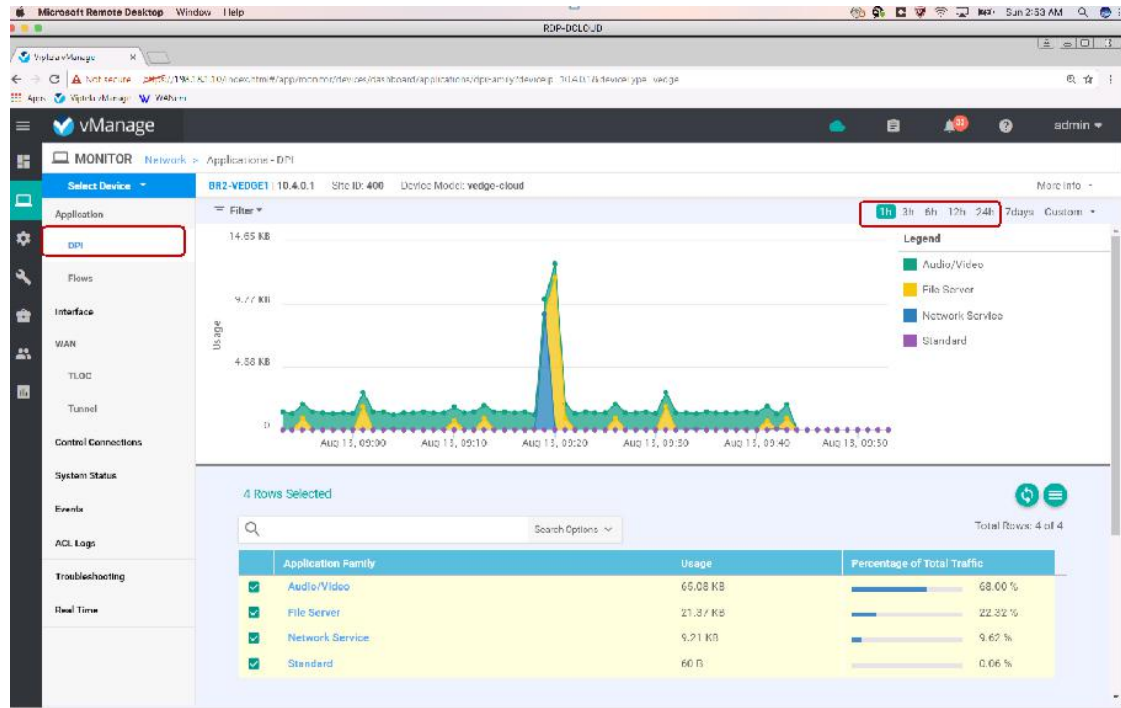 Microsoft Remote Desktop Window Help
Sun 2:53 AM
RDP-DCLOUD
Viptela vManage
Not secure
Apps Viptela vManage WANem
vManage
admin
MONITOR Network > Applications - DPI
Select Device
BR2-VEDGE1 | 10.4.0.1 Site ID: 400 Device Model: vedge-cloud
More Info
Application
Filter
1h 3h 6h 12h 24h 7days Custom
DPI
Flows
Interface
WAN
TLOC
Tunnel
Control Connections
System Status
Events
ACL Logs
Troubleshooting
Real Time
14.65 KB
9.77 KB
4.88 KB
0
Usage
Aug 13, 09:00 Aug 13, 09:10 Aug 13, 09:20 Aug 13, 09:30 Aug 13, 09:40 Aug 13, 09:50
Legend
Audio/Video
File Server
Network Service
Standard
4 Rows Selected
Search Options
Total Rows: 4 of 4
Application Family Usage Percentage of Total Traffic
Audio/Video 65.08 KB 68.00 %
File Server 21.37 KB 22.32 %
Network Service 9.21 KB 9.62 %
Standard 60 B 0.06 %